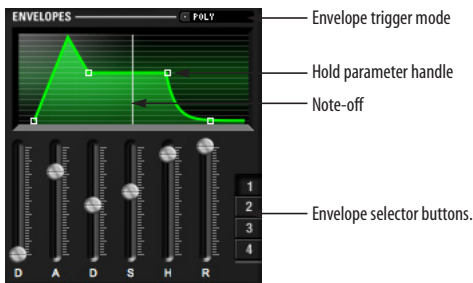 ENVELOPES
POLY
Envelope trigger mode
Hold parameter handle
Note-off
1
2
3
4
Envelope selector buttons.
D A D S H R